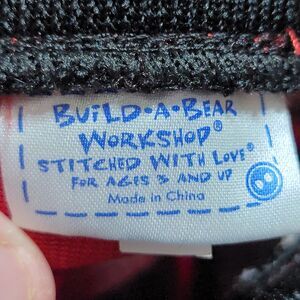 BUILD•A•BEAR
WORKSHOP®
STITCHED WITH LOVE®
FOR AGES 3 AND UP
Made in China